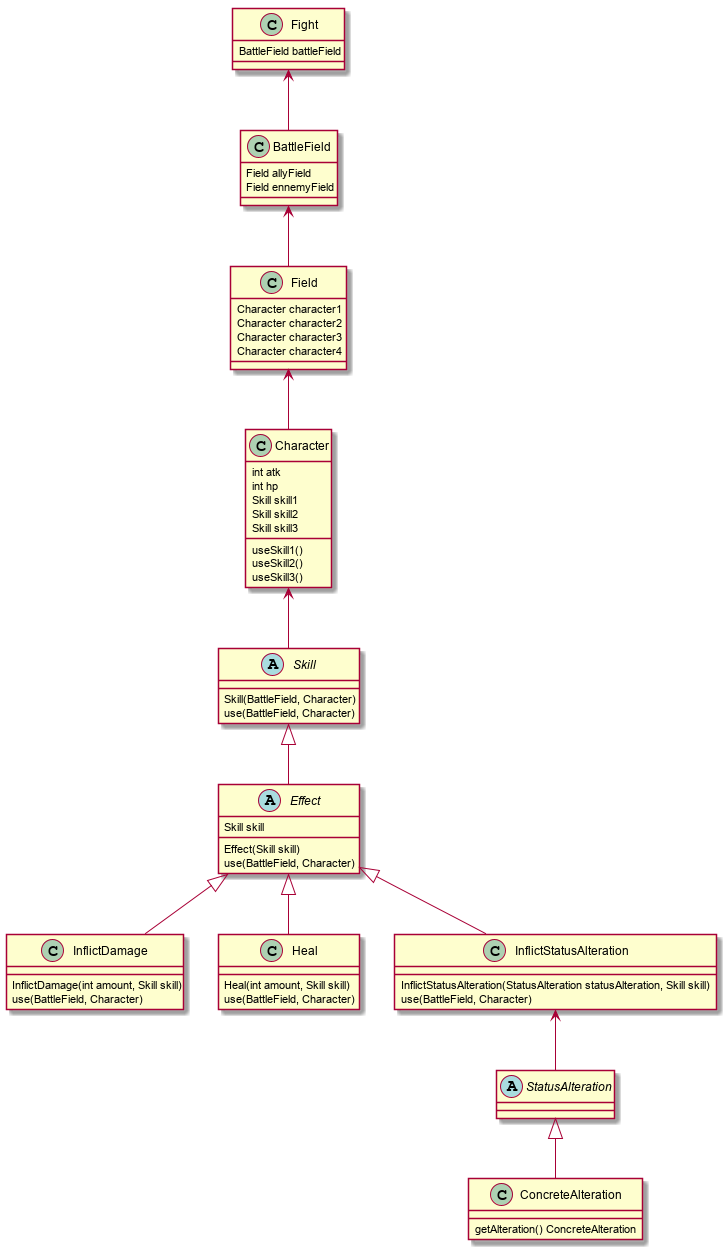 C Fight
BattleField battleField
C BattleField
Field allyField
Field ennemyField
C Field
Character character1
Character character2
Character character3
Character character4
C Character
int atk
int hp
Skill skill1
Skill skill2
Skill skill3
useSkill1()
useSkill2()
useSkill3()
A Skill
Skill(BattleField, Character)
use(BattleField, Character)
A Effect
Skill skill
Effect(Skill skill)
use(BattleField, Character)
C InflictDamage
InflictDamage(int amount, Skill skill)
use(BattleField, Character)
C Heal
Heal(int amount, Skill skill)
use(BattleField, Character)
C InflictStatusAlteration
InflictStatusAlteration(StatusAlteration statusAlteration, Skill skill)
use(BattleField, Character)
A StatusAlteration
C ConcreteAlteration
getAlteration() ConcreteAlteration